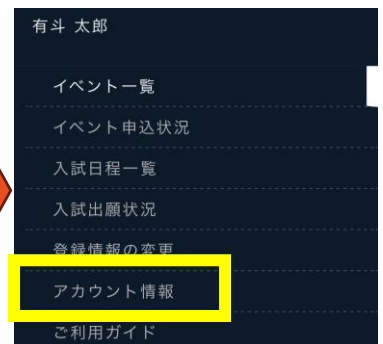 有斗 太郎
イベント一覧
イベント申込状況
入試日程一覧
入試出願状況
登録情報の変更
アカウント情報
ご利用ガイド